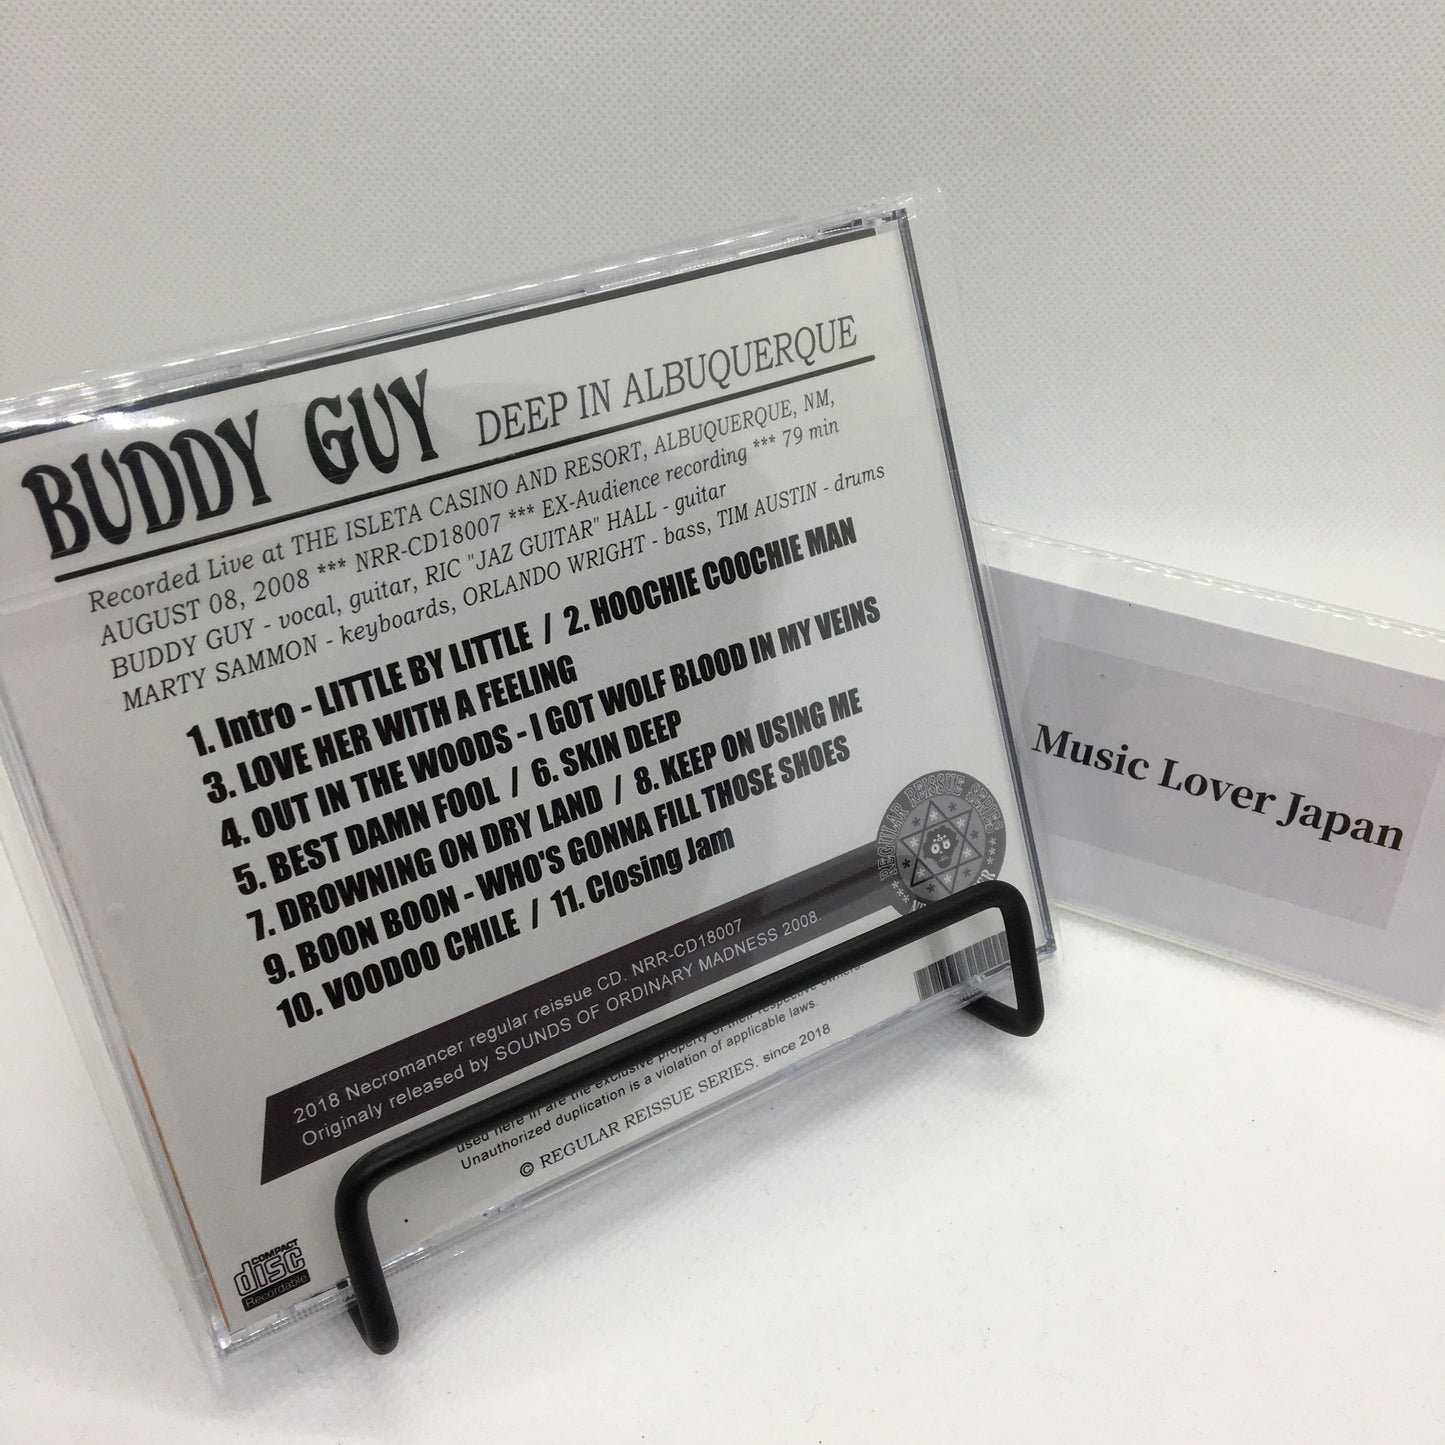 BUDDY GUY DEEP IN ALBUQUERQUE
Recorded Live at THE ISLETA CASINO AND RESORT, ALBUQUERQUE, NM,
AUGUST 08, 2008 *** NRR-CD18007 *** EX-Audience recording *** 79 min
BUDDY GUY - vocal, guitar, RIC "JAZ GUITAR" HALL - guitar
MARTY SAMMON - keyboards, ORLANDO WRIGHT - bass, TIM AUSTIN - drums
1. Intro - LITTLE BY LITTLE / 2. HOOCHIE COOCHIE MAN
3. LOVE HER WITH A FEELING
4. OUT IN THE WOODS - I GOT WOLF BLOOD IN MY VEINS
5. BEST DAMN FOOL / 6. SKIN DEEP
7. DROWNING ON DRY LAND / 8. KEEP ON USING ME
9. BOON BOON - WHO'S GONNA FILL THOSE SHOES
10. VOODOO CHILE / 11. Closing Jam
REGULAR REISSUE SERIES
2018 Necromancer regular reissue CD. NRR-CD18007
Originaly released by SOUNDS OF ORDINARY MADNESS 2008.
used here in are the exclusive property of their respective owners.
Unauthorized duplication is a violation of applicable laws.
© REGULAR REISSUE SERIES. since 2018
COMPACT
disc
Recordable
Music Lover Japan